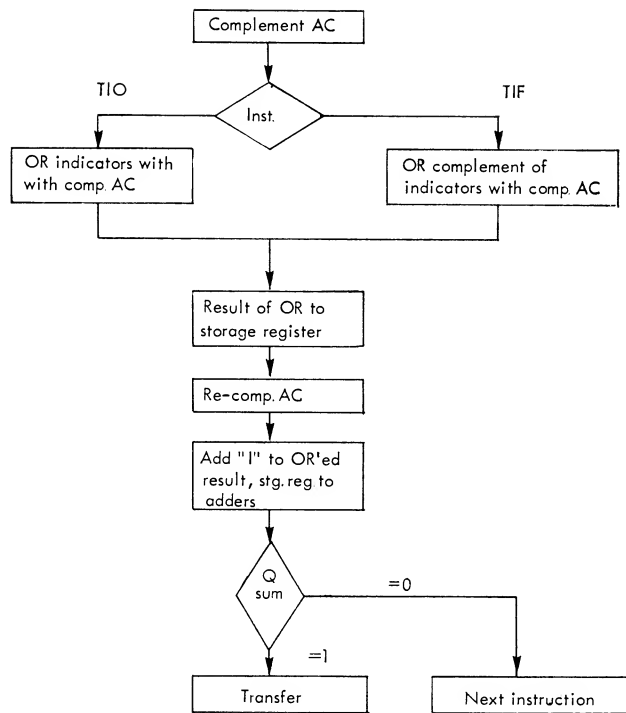 Complement AC
TIO
TIF
Inst.
OR indicators with
with comp. AC
OR complement of
indicators with comp. AC
Result of OR to
storage register
Re-comp. AC
Add "1" to OR'ed
result, stg. reg. to
adders
Q
sum
=0
=1
Transfer
Next instruction